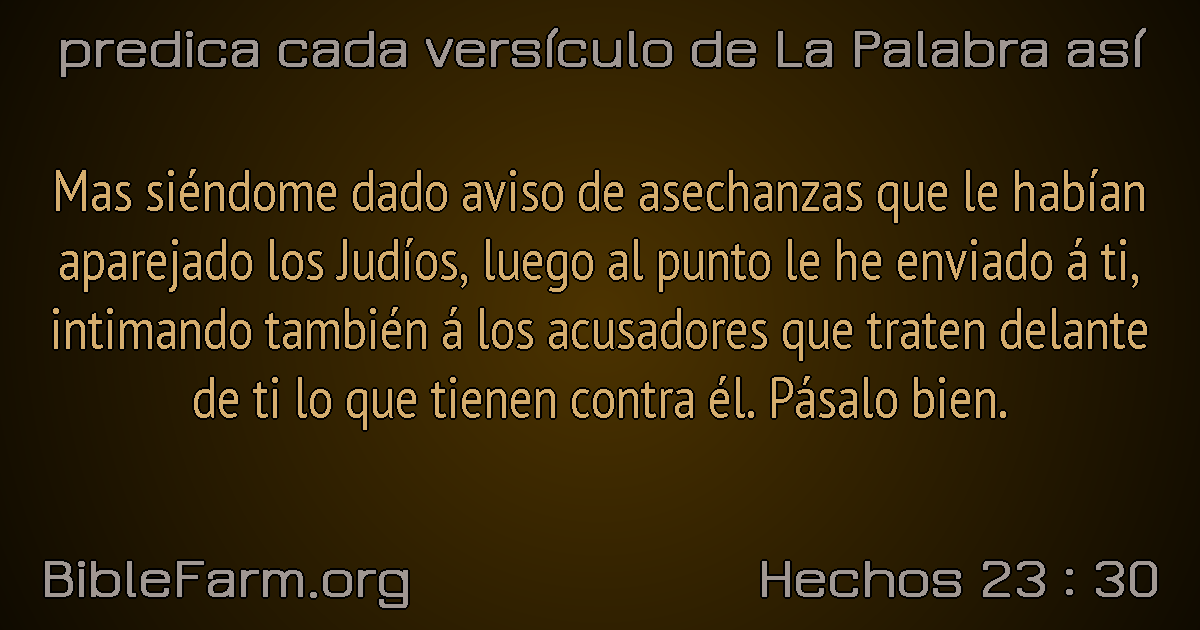 predica cada versículo de La Palabra así
Mas siéndome dado aviso de asechanzas que le habían
aparejado los Judíos, luego al punto le he enviado á ti,
intimando también á los acusadores que traten delante
de ti lo que tienen contra él. Pásalo bien.
BibleFarm.org
Hechos 23 : 30